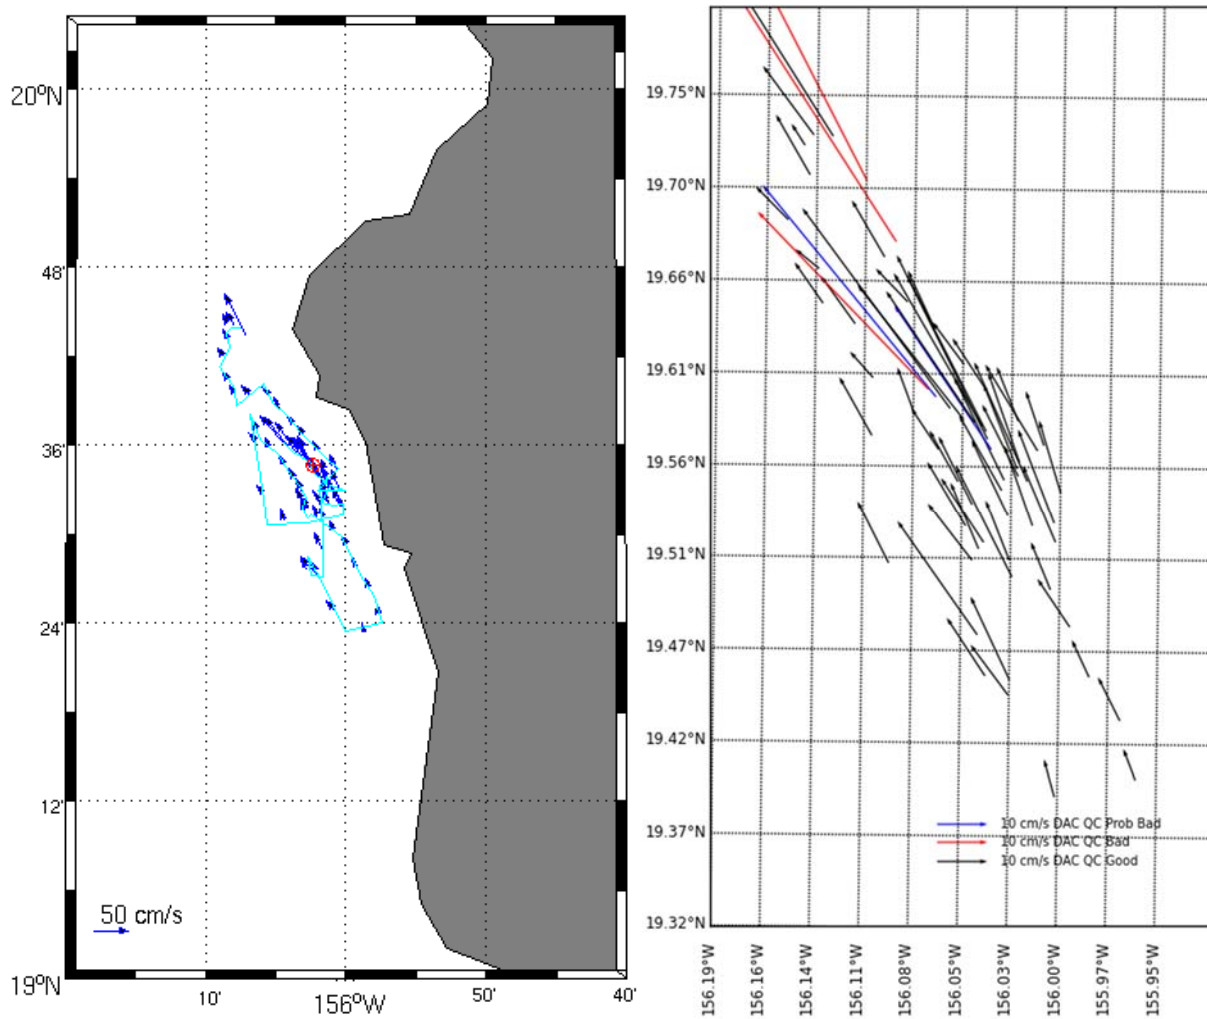 20°N
48'
36'
24'
12'
19°N
50 cm/s
10'
156°W
50'
40'
19.75°N
19.70°N
19.66°N
19.61°N
19.56°N
19.51°N
19.47°N
19.42°N
19.37°N
19.32°N
10 cm/s DAC QC Prob Bad
10 cm/s DAC QC Bad
10 cm/s DAC QC Good
156.19°W
156.16°W
156.14°W
156.11°W
156.08°W
156.05°W
156.03°W
156.00°W
155.97°W
155.95°W